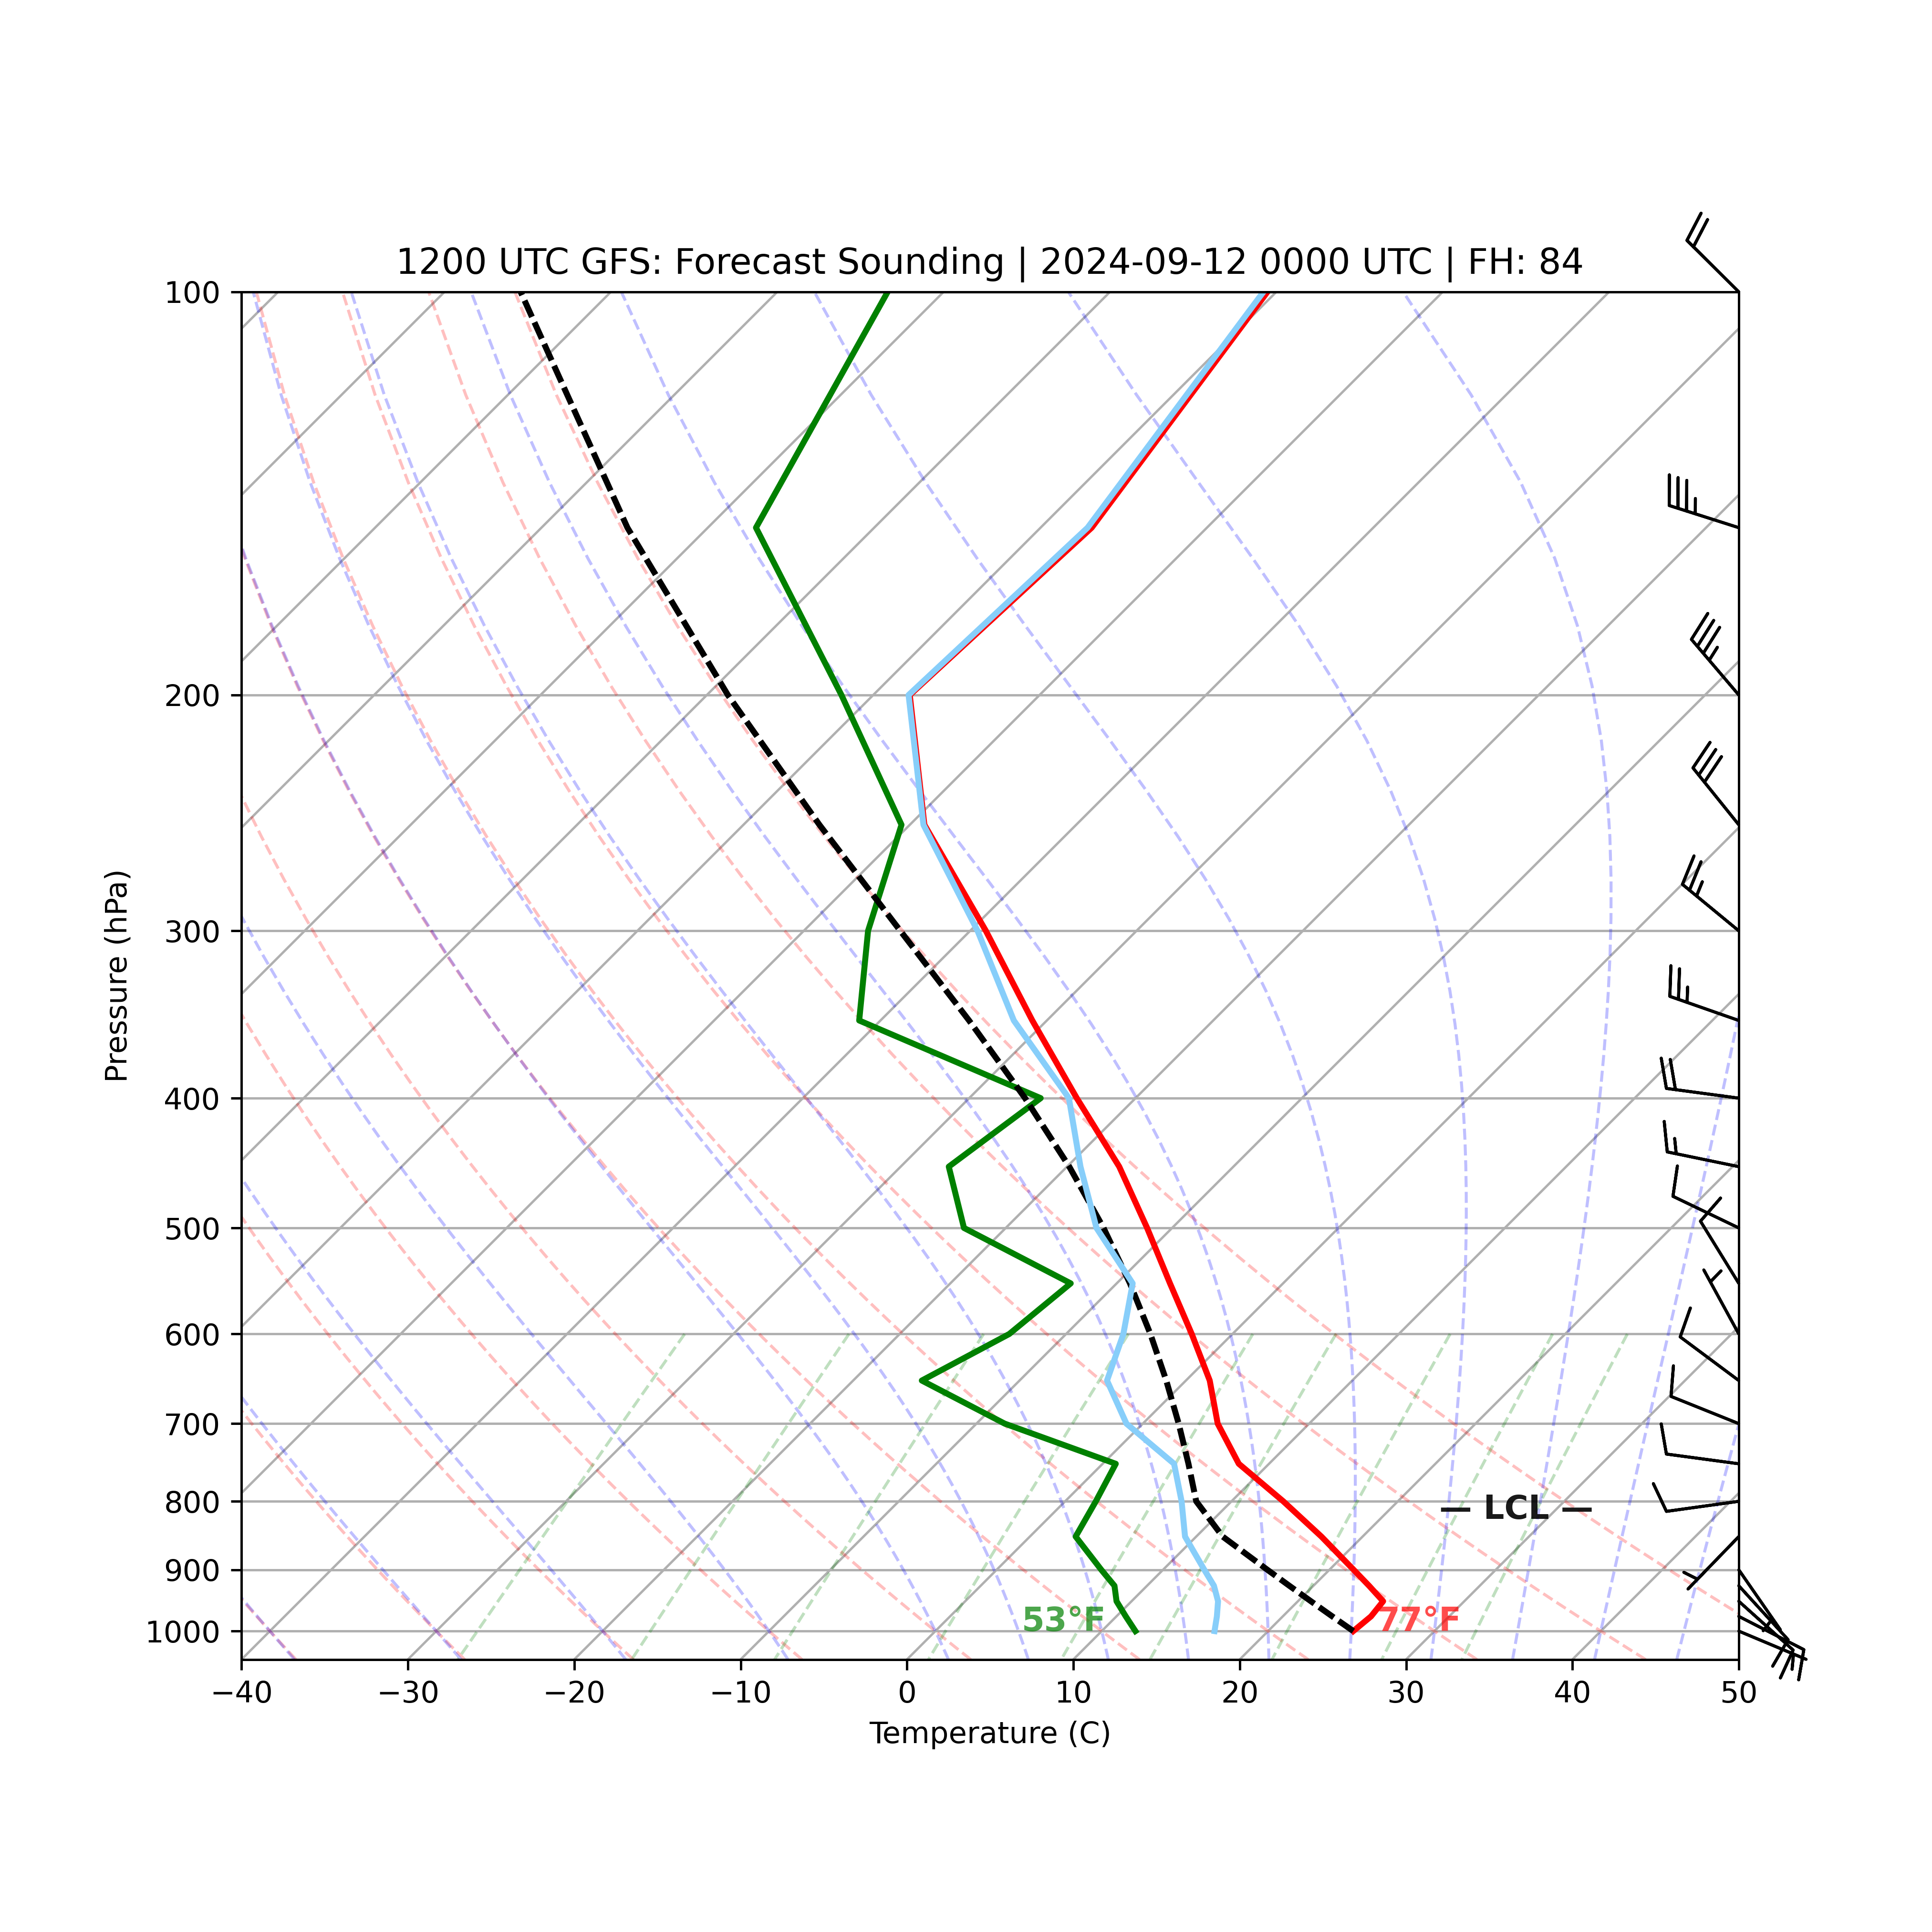 1200 UTC GFS: Forecast Sounding | 2024-09-12 0000 UTC | FH: 84
100
200
300
400
500
600
700
800
900
1000
Pressure (hPa)
— LCL —
53°F
77°F
−40 −30 −20 −10 0 10 20 30 40 50
Temperature (C)